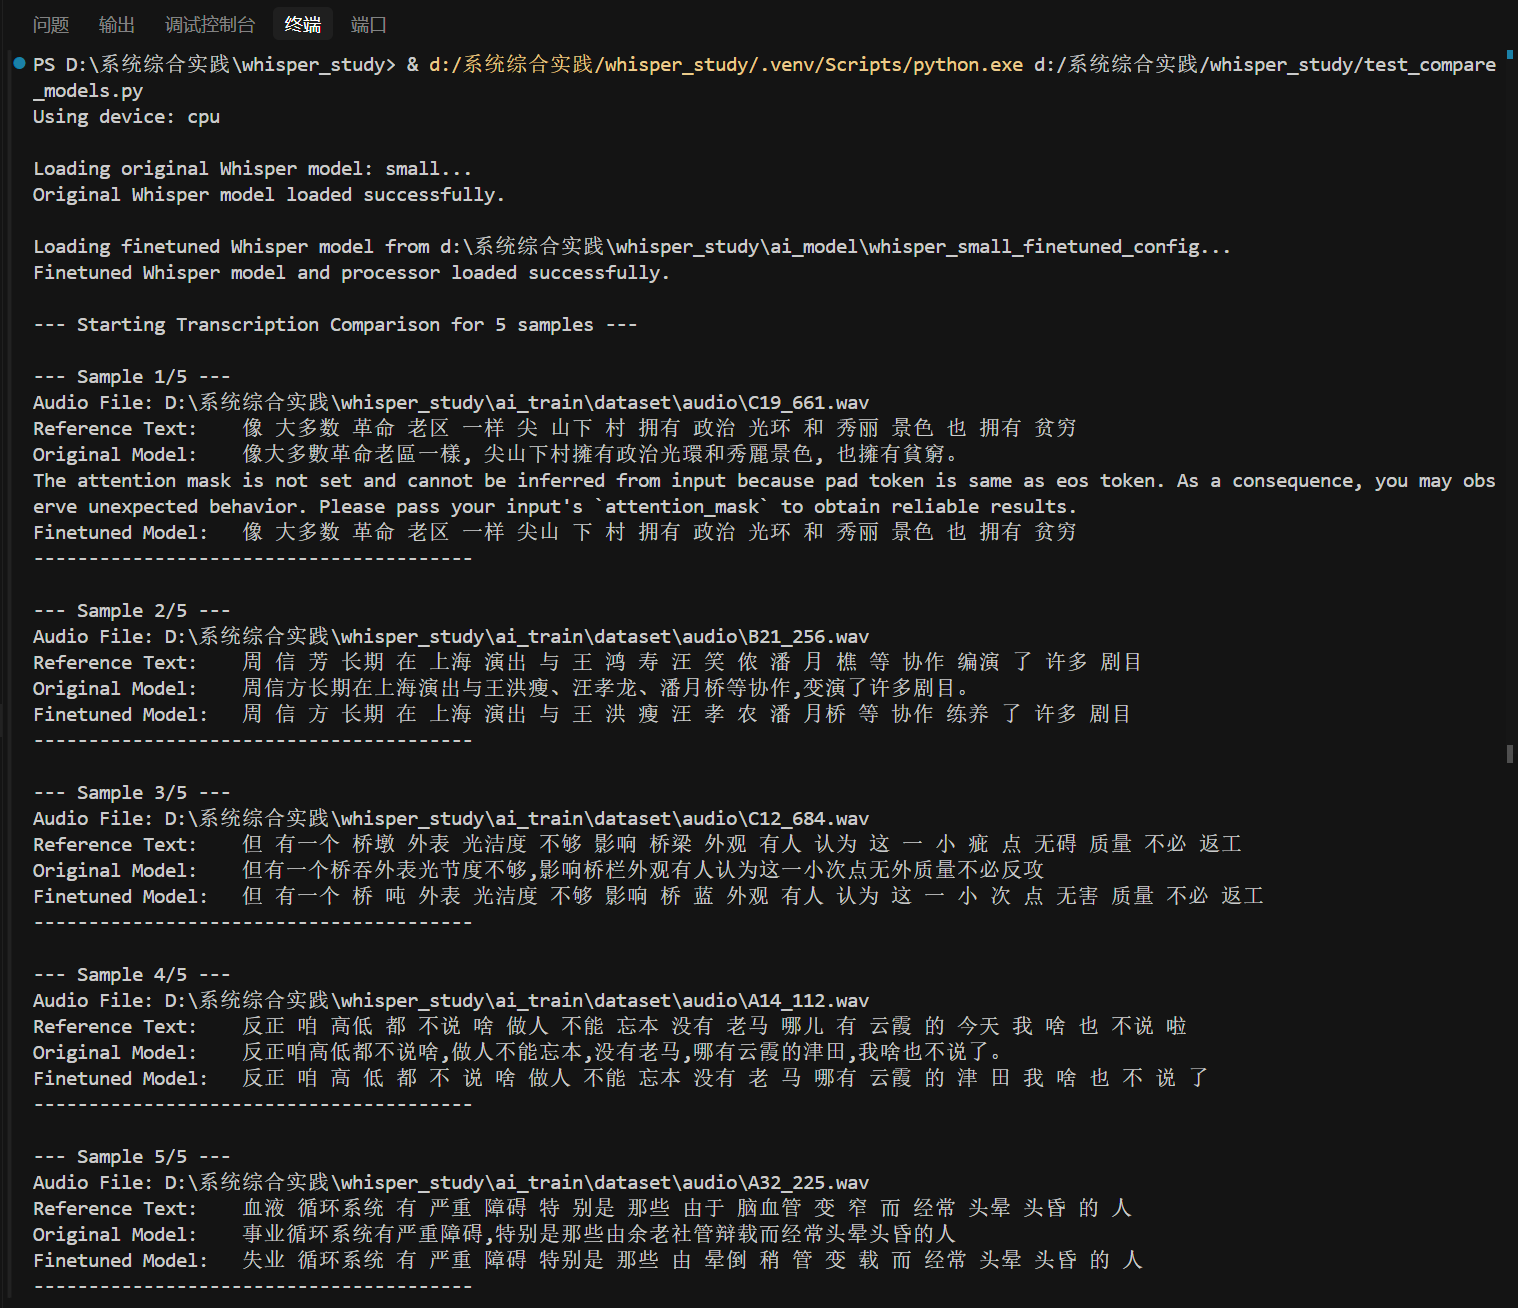 问题 输出 调试控制台 终端 端口
PS D:\系统综合实践\whisper_study> & d:/系统综合实践/whisper_study/.venv/Scripts/python.exe d:/系统综合实践/whisper_study/test_compare
_models.py
Using device: cpu
Loading original Whisper model: small...
Original Whisper model loaded successfully.
Loading finetuned Whisper model from d:\系统综合实践\whisper_study\ai_model\whisper_small_finetuned_config...
Finetuned Whisper model and processor loaded successfully.
--- Starting Transcription Comparison for 5 samples ---
--- Sample 1/5 ---
Audio File: D:\系统综合实践\whisper_study\ai_train\dataset\audio\C19_661.wav
Reference Text: 像 大多数 革命 老区 一样 尖 山下 村 拥有 政治 光环 和 秀丽 景色 也 拥有 贫穷
Original Model: 像大多數革命老區一樣, 尖山下村擁有政治光環和秀麗景色, 也擁有貧窮。
The attention mask is not set and cannot be inferred from input because pad token is same as eos token. As a consequence, you may obs
erve unexpected behavior. Please pass your input's `attention_mask` to obtain reliable results.
Finetuned Model: 像 大多数 革命 老区 一样 尖山 下 村 拥有 政治 光环 和 秀丽 景色 也 拥有 贫穷
----------------------------------------
--- Sample 2/5 ---
Audio File: D:\系统综合实践\whisper_study\ai_train\dataset\audio\B21_256.wav
Reference Text: 周 信 芳 长期 在 上海 演出 与 王 鸿 寿 汪 笑 侬 潘 月 樵 等 协作 编演 了 许多 剧目
Original Model: 周信方长期在上海演出与王洪瘦、汪孝龙、潘月桥等协作,变演了许多剧目。
Finetuned Model: 周 信 方 长期 在 上海 演出 与 王 洪 瘦 汪 孝 农 潘 月桥 等 协作 练养 了 许多 剧目
----------------------------------------
--- Sample 3/5 ---
Audio File: D:\系统综合实践\whisper_study\ai_train\dataset\audio\C12_684.wav
Reference Text: 但 有一个 桥墩 外表 光洁度 不够 影响 桥梁 外观 有人 认为 这 一 小 疵 点 无碍 质量 不必 返工
Original Model: 但有一个桥吞外表光节度不够,影响桥栏外观有人认为这一小次点无外质量不必反攻
Finetuned Model: 但 有一个 桥 吨 外表 光洁度 不够 影响 桥 蓝 外观 有人 认为 这 一 小 次 点 无害 质量 不必 返工
----------------------------------------
--- Sample 4/5 ---
Audio File: D:\系统综合实践\whisper_study\ai_train\dataset\audio\A14_112.wav
Reference Text: 反正 咱 高低 都 不说 啥 做人 不能 忘本 没有 老马 哪儿 有 云霞 的 今天 我 啥 也 不说 啦
Original Model: 反正咱高低都不说啥,做人不能忘本,没有老马,哪有云霞的津田,我啥也不说了。
Finetuned Model: 反正 咱 高 低 都 不 说 啥 做人 不能 忘本 没有 老 马 哪有 云霞 的 津 田 我 啥 也 不 说 了
----------------------------------------
--- Sample 5/5 ---
Audio File: D:\系统综合实践\whisper_study\ai_train\dataset\audio\A32_225.wav
Reference Text: 血液 循环系统 有 严重 障碍 特 别是 那些 由于 脑血管 变 窄 而 经常 头晕 头昏 的 人
Original Model: 事业循环系统有严重障碍,特别是那些由余老社管辩载而经常头晕头昏的人
Finetuned Model: 失业 循环系统 有 严重 障碍 特别是 那些 由 晕倒 稍 管 变 载 而 经常 头晕 头昏 的 人
----------------------------------------